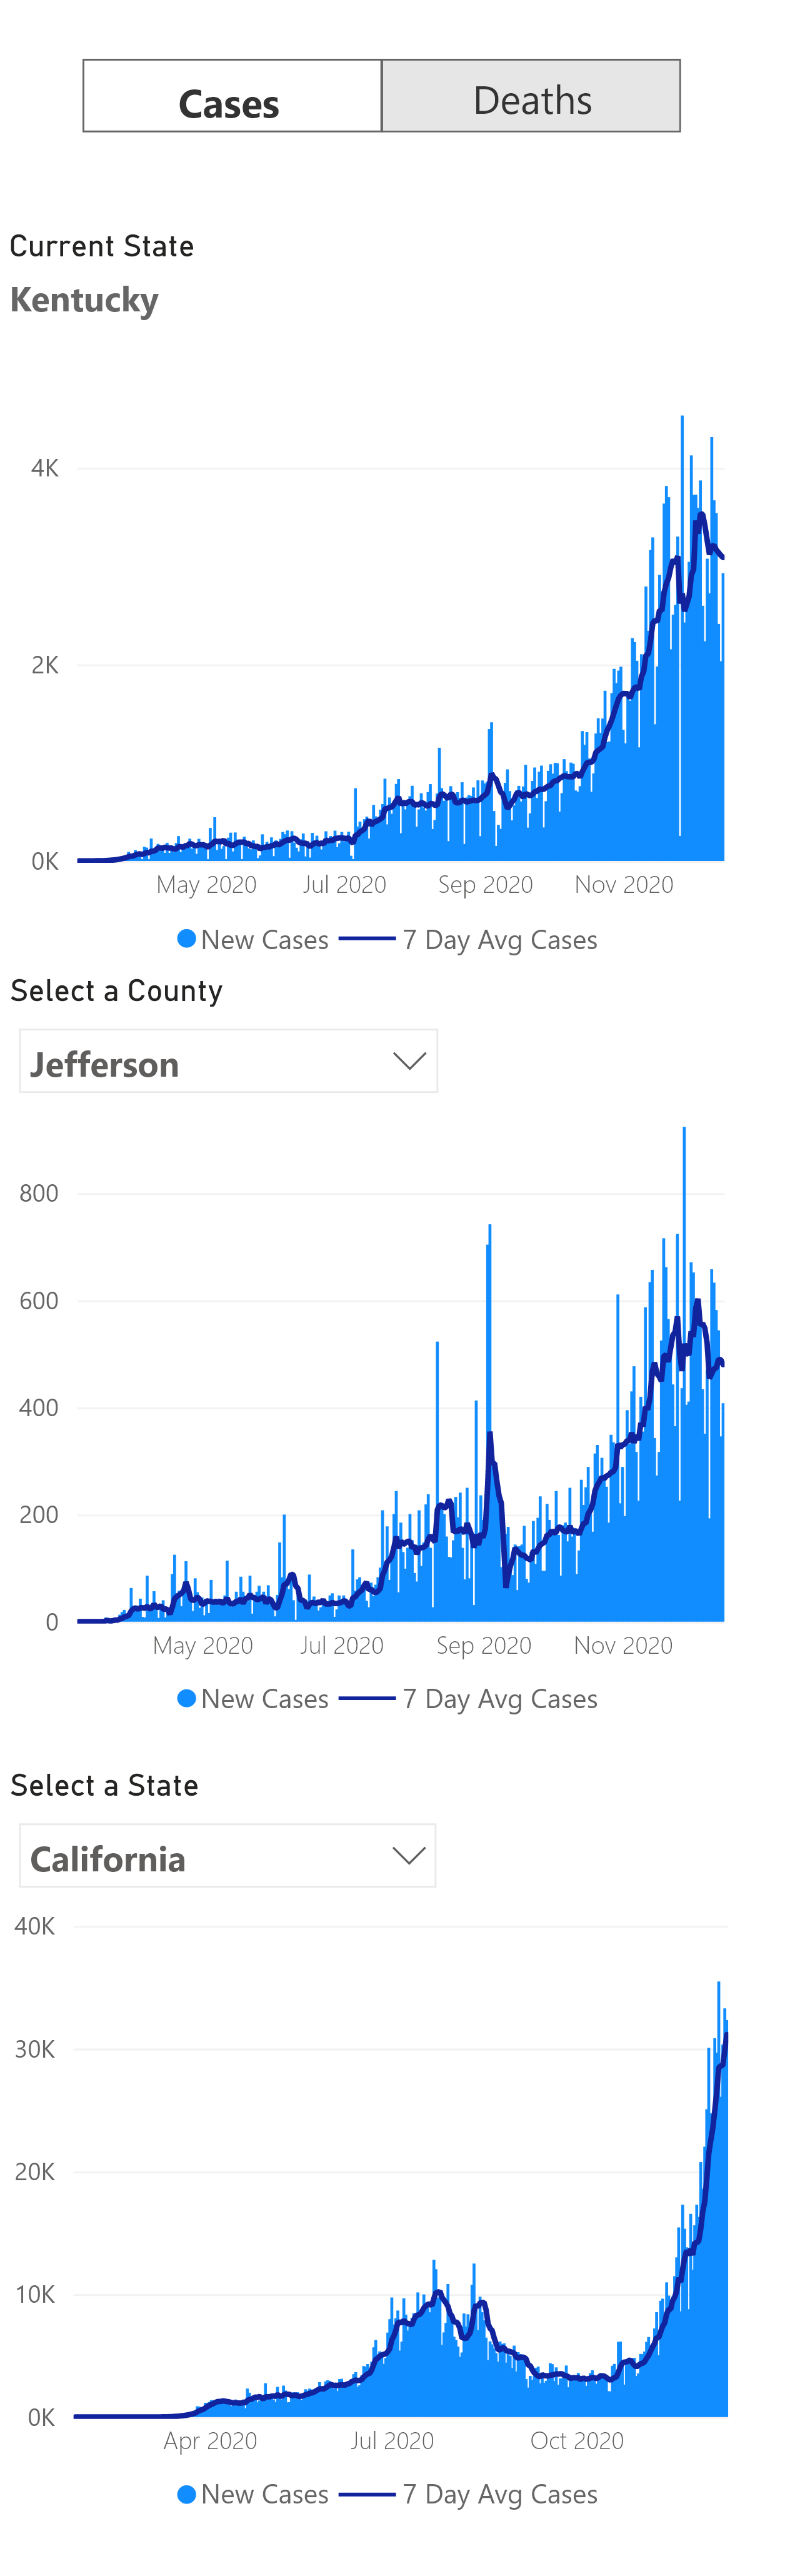 Cases Deaths
Current State
Kentucky
4K
2K
0K
May 2020 Jul 2020 Sep 2020 Nov 2020
New Cases 7 Day Avg Cases
Select a County
Jefferson
800
600
400
200
0
May 2020 Jul 2020 Sep 2020 Nov 2020
New Cases 7 Day Avg Cases
Select a State
California
40K
30K
20K
10K
0K
Apr 2020 Jul 2020 Oct 2020
New Cases 7 Day Avg Cases